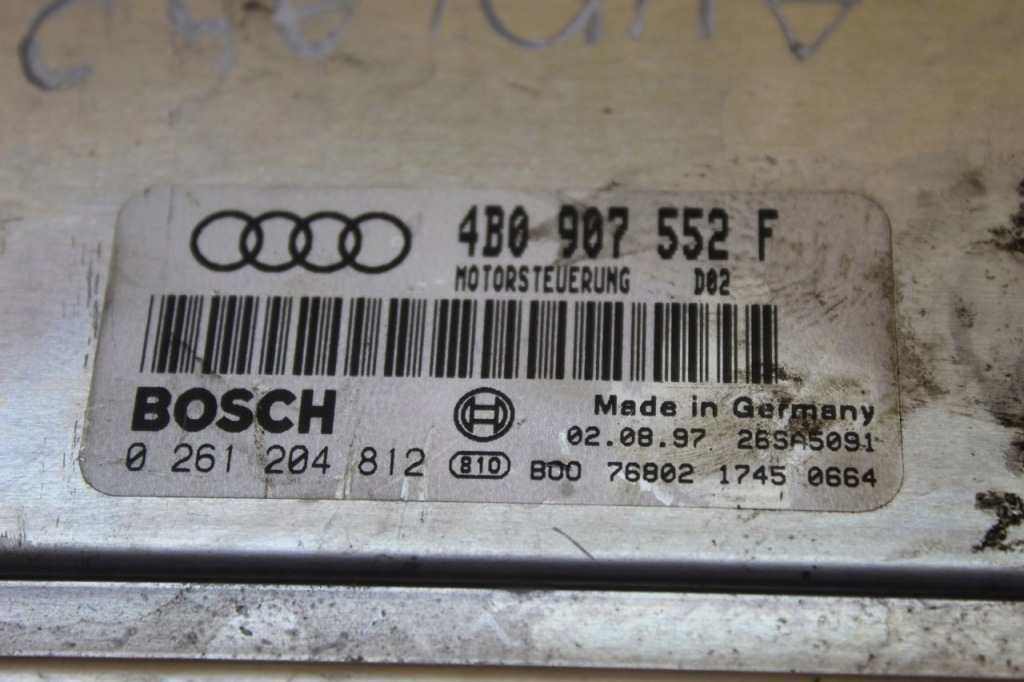 4B0 907 552 F
MOTORSTEUERUNG D02
BOSCH
Made in Germany
02.08.97 26SA5091
0 261 204 812 810 B00 76802 1745 0664